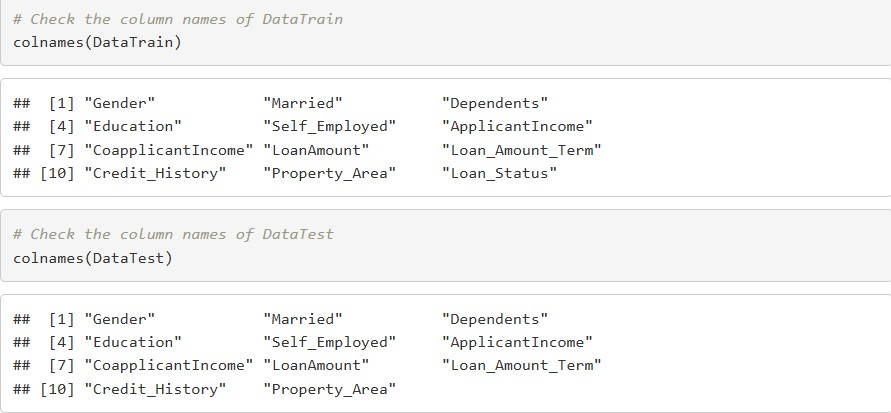 # Check the column names of DataTrain
colnames(DataTrain)
##  [1] "Gender"            "Married"           "Dependents"
##  [4] "Education"         "Self_Employed"     "ApplicantIncome"
##  [7] "CoapplicantIncome" "LoanAmount"        "Loan_Amount_Term"
## [10] "Credit_History"    "Property_Area"     "Loan_Status"
# Check the column names of DataTest
colnames(DataTest)
##  [1] "Gender"            "Married"           "Dependents"
##  [4] "Education"         "Self_Employed"     "ApplicantIncome"
##  [7] "CoapplicantIncome" "LoanAmount"        "Loan_Amount_Term"
## [10] "Credit_History"    "Property_Area"